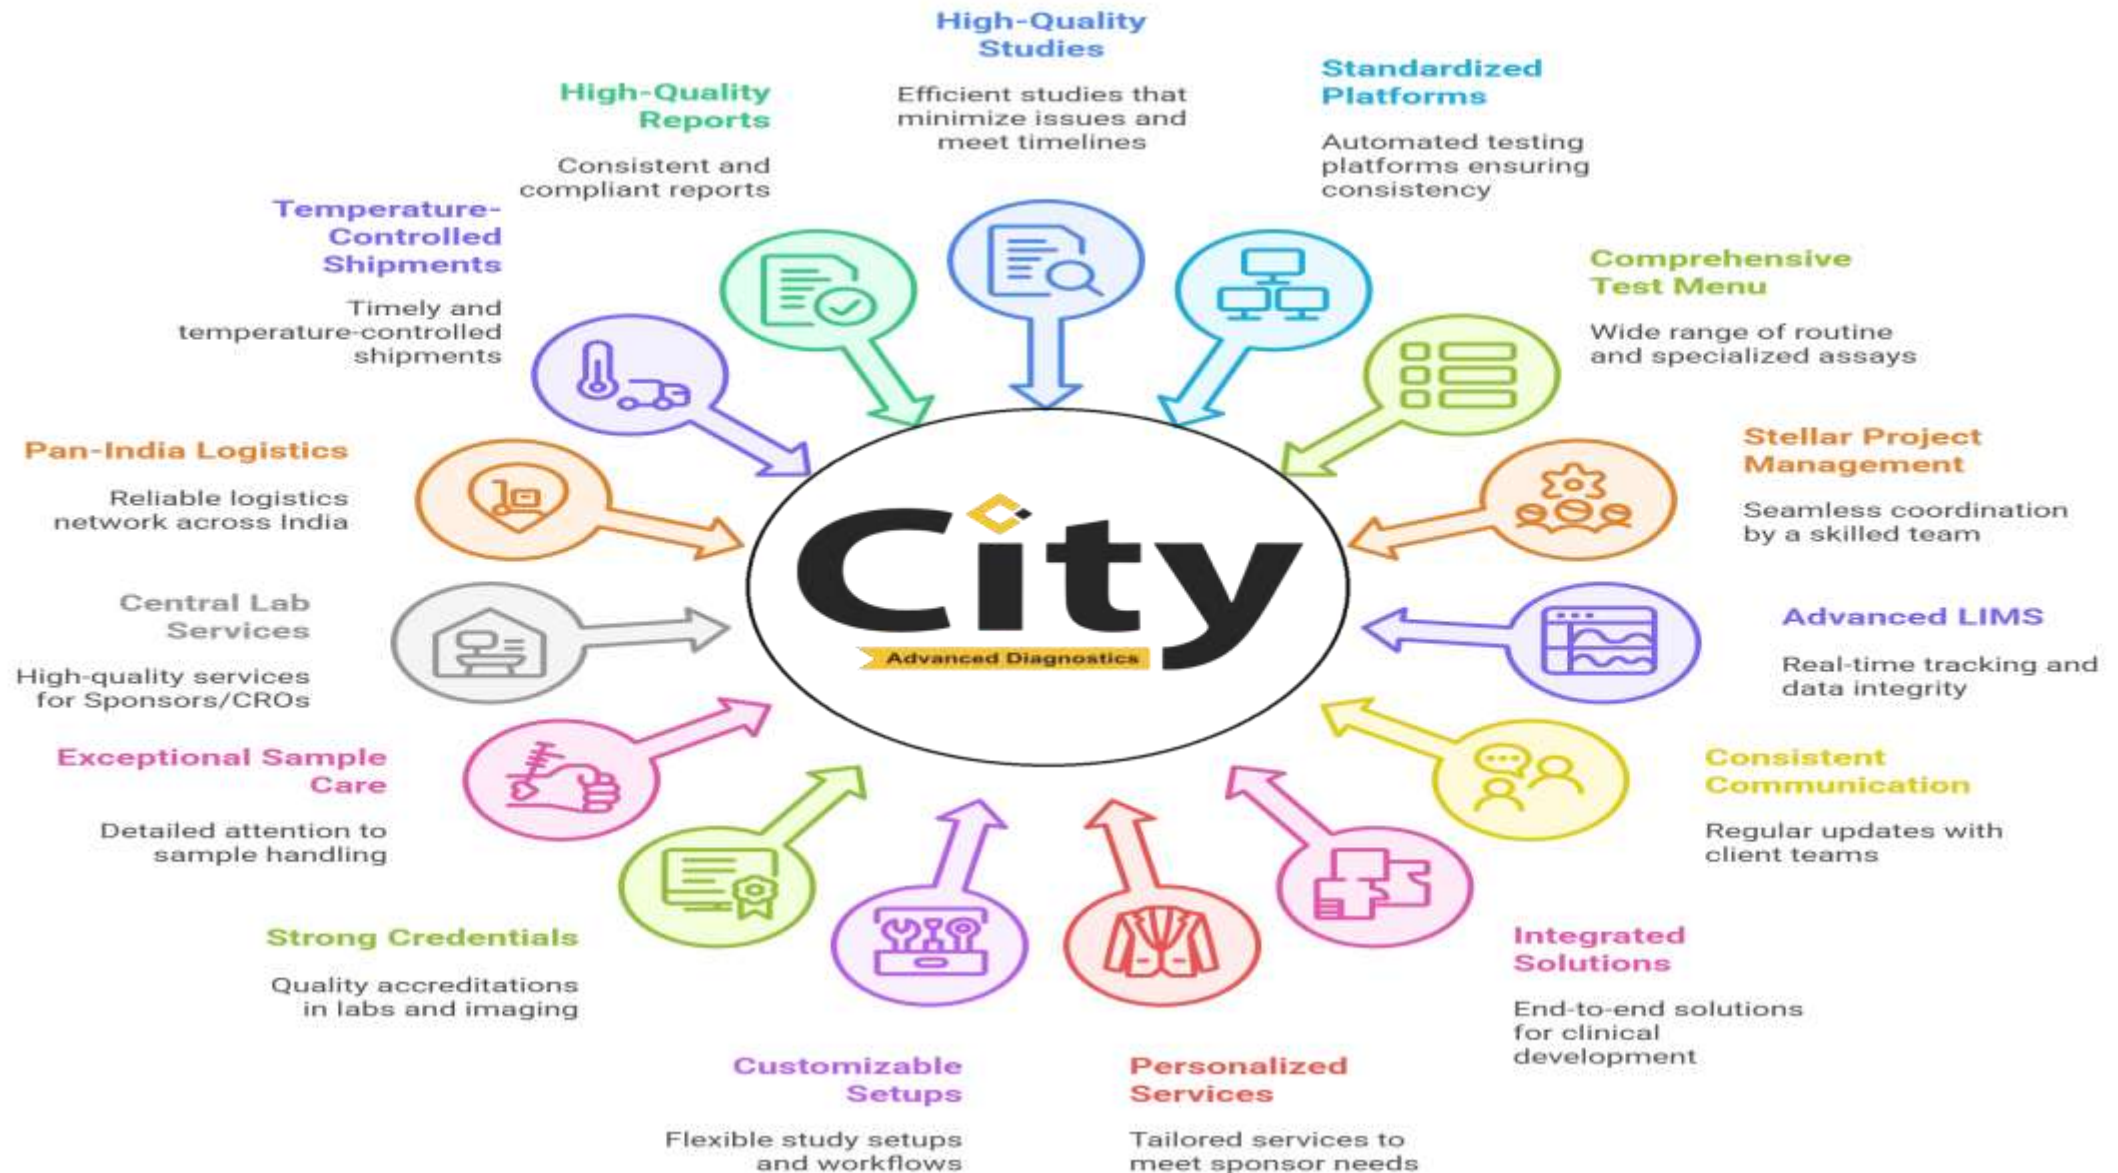 High-Quality
Studies
Efficient studies that
minimize issues and
meet timelines
Standardized
Platforms
Automated testing
platforms ensuring
consistency
Comprehensive
Test Menu
Wide range of routine
and specialized assays
Stellar Project
Management
Seamless coordination
by a skilled team
Advanced LIMS
Real-time tracking and
data integrity
Consistent
Communication
Regular updates with
client teams
Integrated
Solutions
End-to-end solutions
for clinical
development
Personalized
Services
Tailored services to
meet sponsor needs
Customizable
Setups
Flexible study setups
and workflows
Strong Credentials
Quality accreditations
in labs and imaging
Exceptional Sample
Care
Detailed attention to
sample handling
Central Lab
Services
High-quality services
for Sponsors/CROs
Pan-India Logistics
Reliable logistics
network across India
Temperature-
Controlled
Shipments
Timely and
temperature-controlled
shipments
High-Quality
Reports
Consistent and
compliant reports
City
Advanced Diagnostics